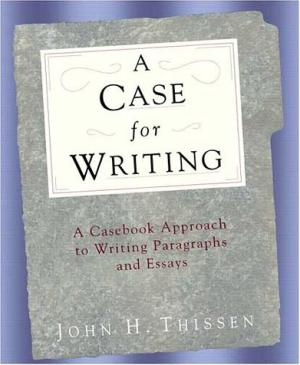 A
CASE
for
WRITING
A Casebook Approach
to Writing Paragraphs
and Essays
JOHN H. THISSEN